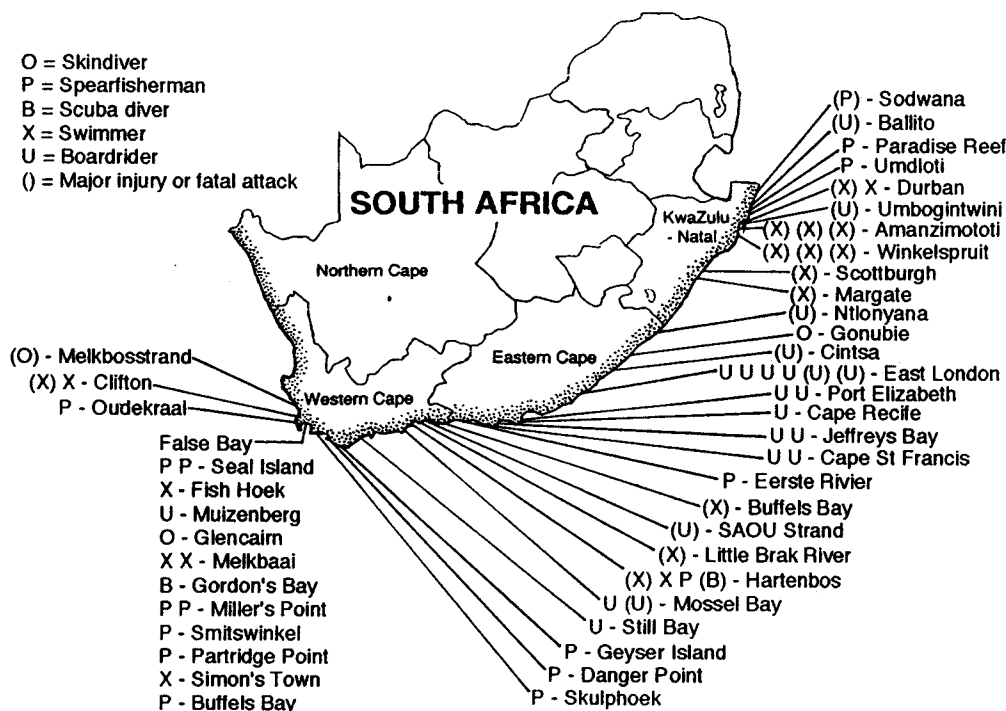 O = Skindiver
P = Spearfisherman
B = Scuba diver
X = Swimmer
U = Boardrider
() = Major injury or fatal attack
SOUTH AFRICA
KwaZulu
- Natal
Northern Cape
Eastern Cape
Western Cape
(P) - Sodwana
(U) - Ballito
P - Paradise Reef
P - Umdloti
(X) X - Durban
(U) - Umbogintwini
(X) (X) (X) - Amanzimototi
(X) (X) (X) - Winkelspruit
(X) - Scottburgh
(X) - Margate
(U) - Ntlonyana
O - Gonubie
(U) - Cintsa
U U U U (U) (U) - East London
U U - Port Elizabeth
U - Cape Recife
U U - Jeffreys Bay
U U - Cape St Francis
P - Eerste Rivier
(X) - Buffels Bay
(U) - SAOU Strand
(X) - Little Brak River
(X) X P (B) - Hartenbos
U (U) - Mossel Bay
U - Still Bay
P - Geyser Island
P - Danger Point
P - Skulphoek
(O) - Melkbosstrand
(X) X - Clifton
P - Oudekraal
False Bay
P P - Seal Island
X - Fish Hoek
U - Muizenberg
O - Glencairn
X X - Melkbaai
B - Gordon's Bay
P P - Miller's Point
P - Smitswinkel
P - Partridge Point
X - Simon's Town
P - Buffels Bay